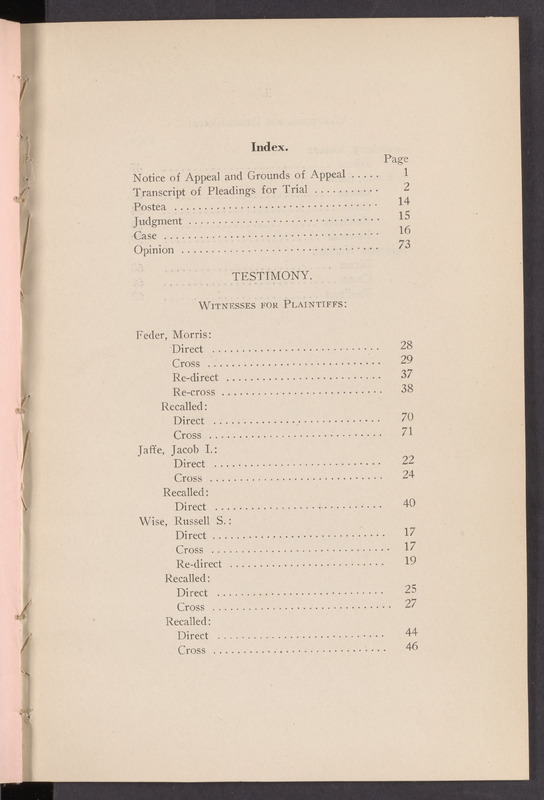 Index.
Page
Notice of Appeal and Grounds of Appeal ..... 1
Transcript of Pleadings for Trial ........... 2
Postea ................................. 14
Judgment ............................... 15
Case ................................... 16
Opinion ................................ 73
TESTIMONY.
WITNESSES FOR PLAINTIFFS:
Feder, Morris:
Direct ............................ 28
Cross ............................. 29
Re-direct .......................... 37
Re-cross ........................... 38
Recalled:
Direct ............................ 70
Cross ............................. 71
Jaffe, Jacob I.:
Direct ............................ 22
Cross ............................. 24
Recalled:
Direct ............................ 40
Wise, Russell S.:
Direct ............................. 17
Cross .............................. 17
Re-direct .......................... 19
Recalled:
Direct ............................ 25
Cross .............................. 27
Recalled:
Direct ............................ 44
Cross ............................. 46